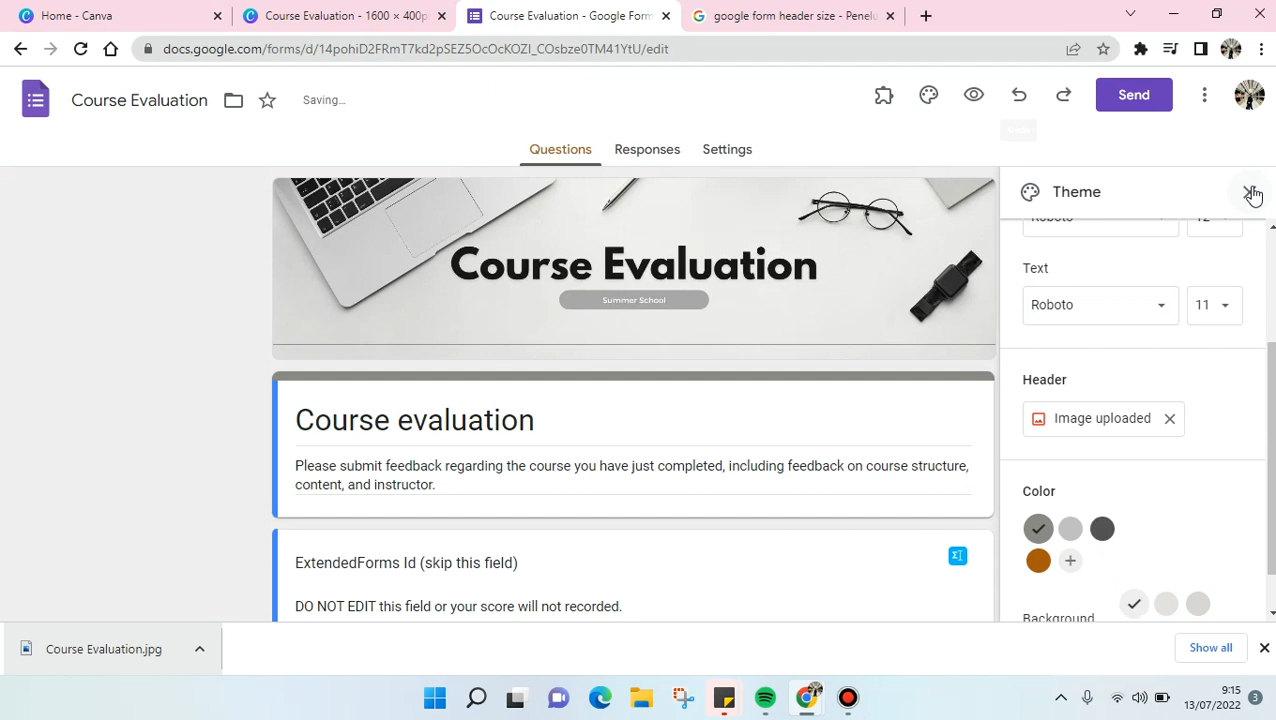 Home - Canva
Course Evaluation - 1600 × 400p
Course Evaluation - Google Form
google form header size - Penelu
docs.google.com/forms/d/14pohiD2FRmT7kd2pSEZ5OcOcKOZI_COsbze0TM41YtU/edit
Course Evaluation
Saving...
Send
Questions
Responses
Settings
Theme
Course Evaluation
Summer School
Text
Roboto
11
Header
Image uploaded
Course evaluation
Please submit feedback regarding the course you have just completed, including feedback on course structure,
content, and instructor.
Color
ExtendedForms Id (skip this field)
DO NOT EDIT this field or your score will not recorded.
Background
Course Evaluation.jpg
Show all
9:15
13/07/2022
3